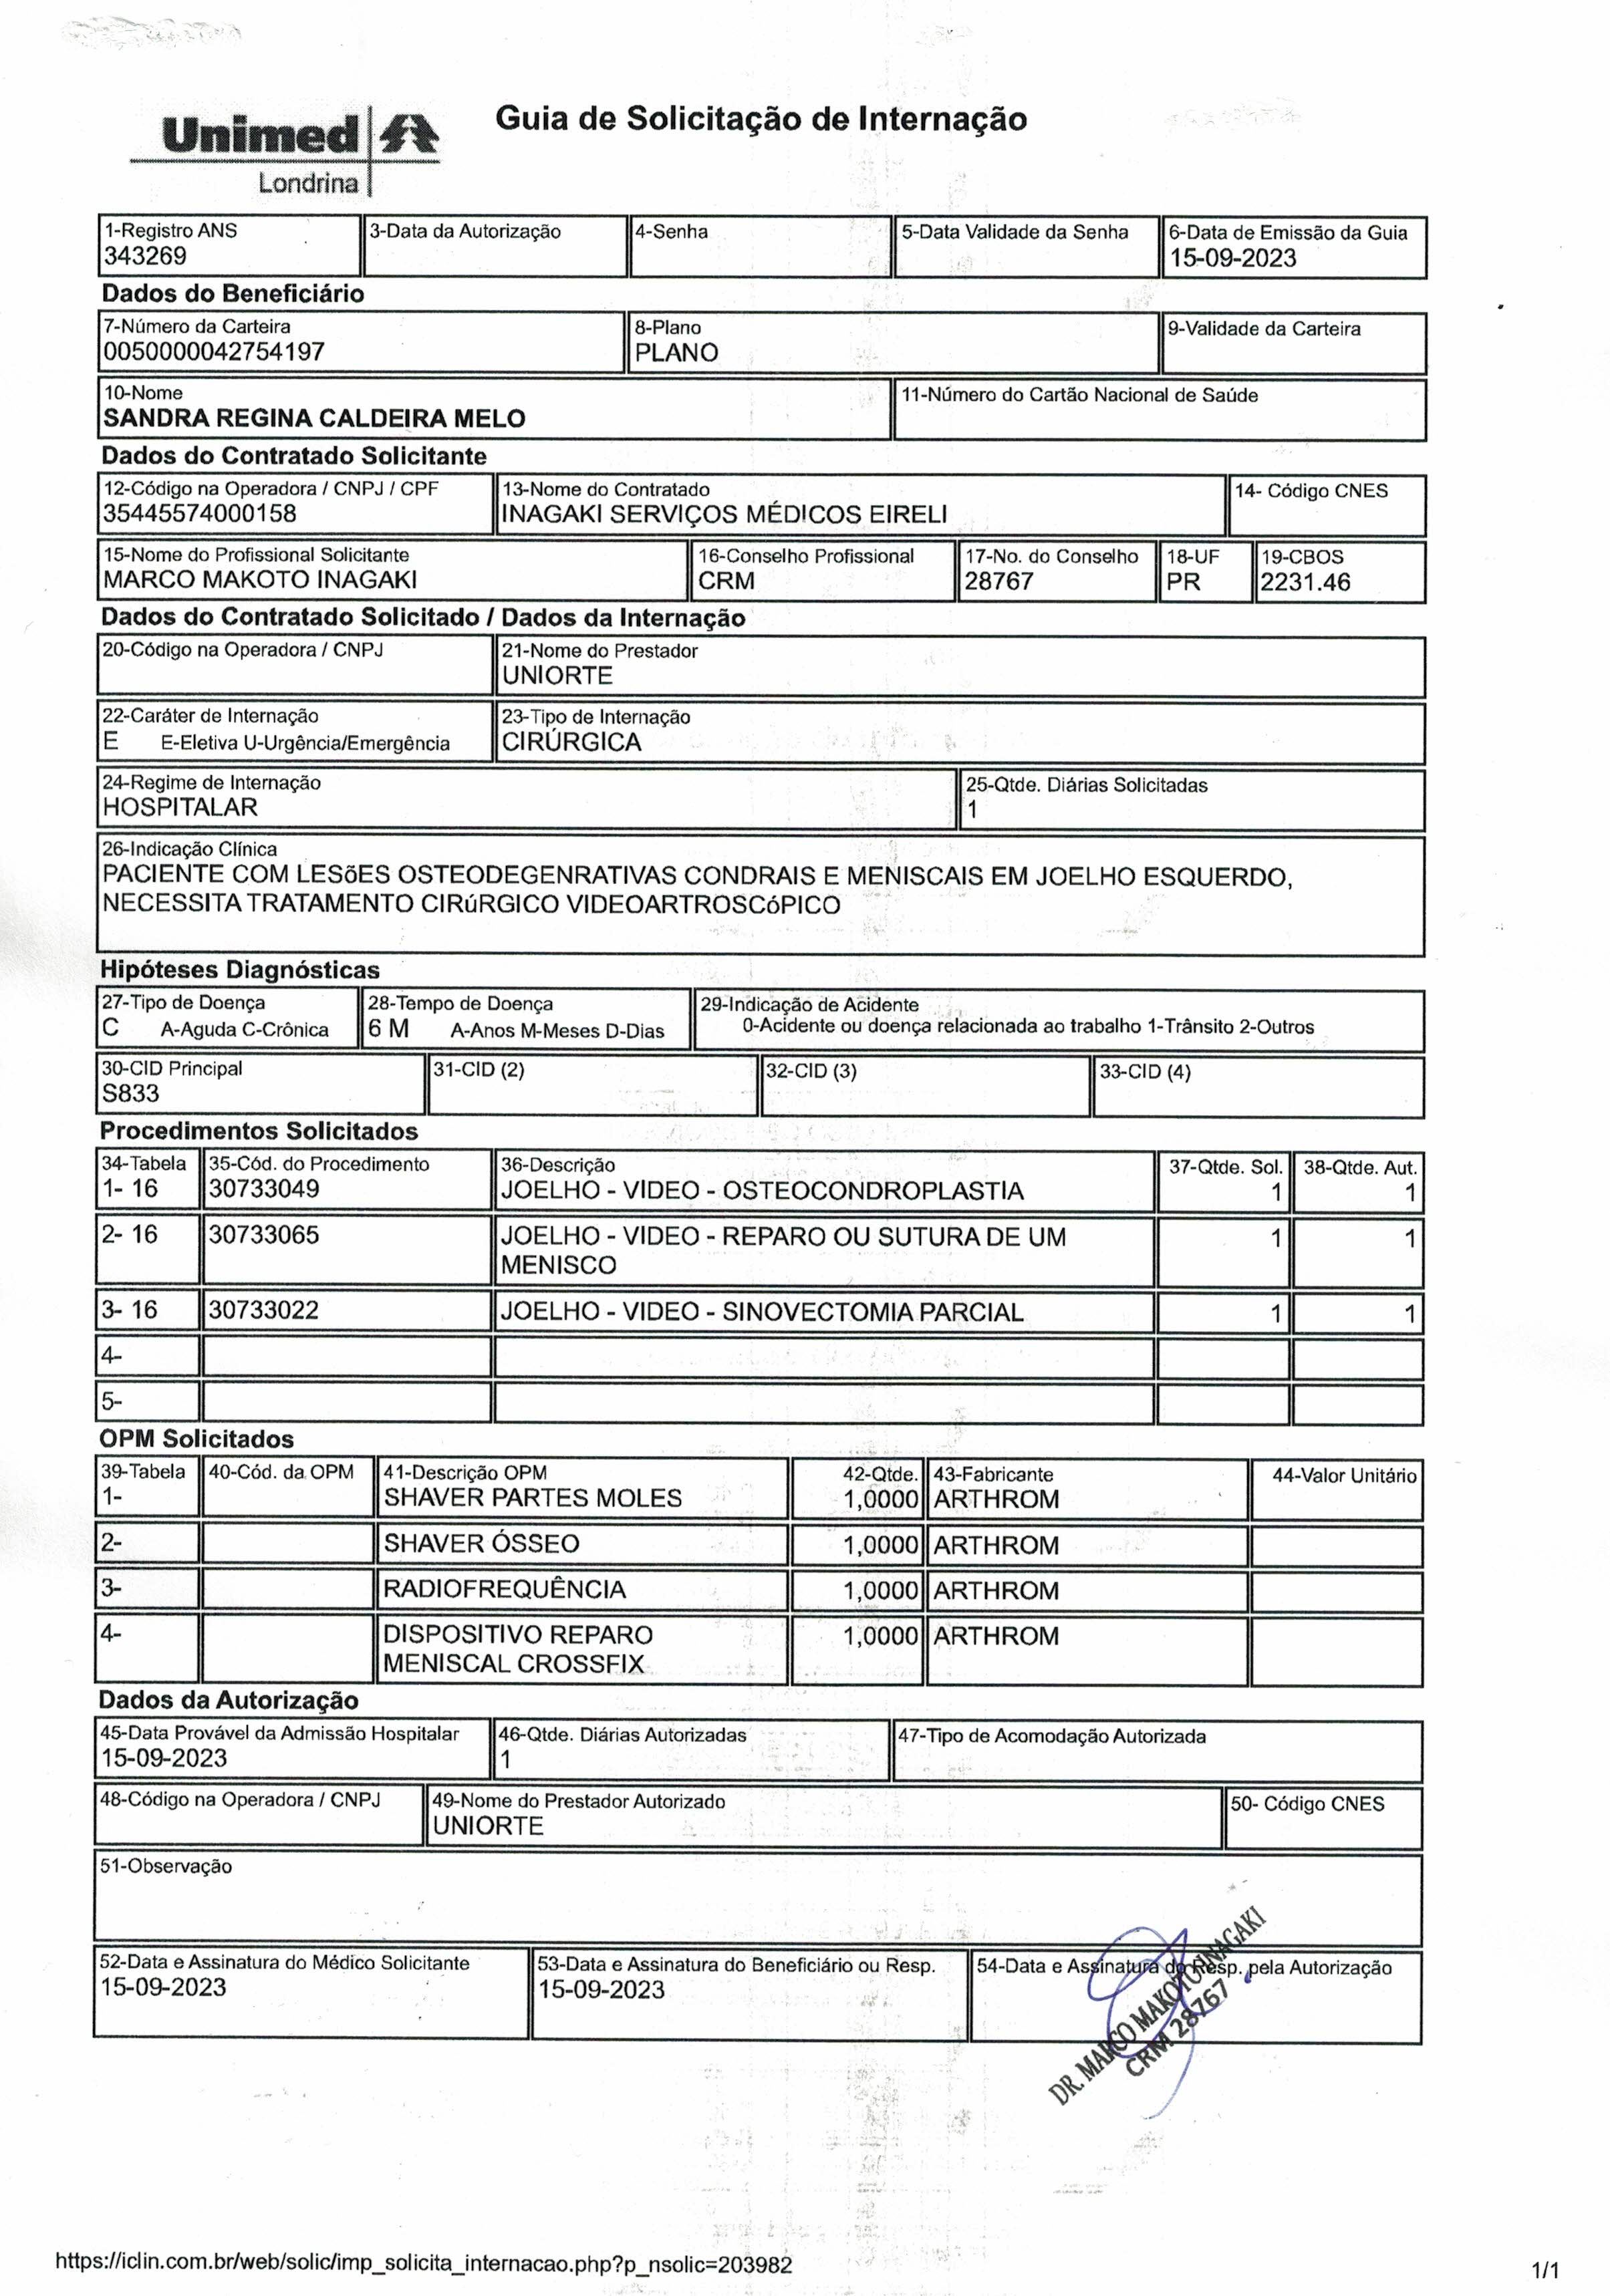 Guia de Solicitação de Internação
Unimed
Londrina
1-Registro ANS 3-Data da Autorização 4-Senha 5-Data Validade da Senha 6-Data de Emissão da Guia
343269 15-09-2023
Dados do Beneficiário
7-Número da Carteira 8-Plano 9-Validade da Carteira
0050000042754197 PLANO
10-Nome 11-Número do Cartão Nacional de Saúde
SANDRA REGINA CALDEIRA MELO
Dados do Contratado Solicitante
12-Código na Operadora / CNPJ / CPF 13-Nome do Contratado 14- Código CNES
35445574000158 INAGAKI SERVIÇOS MÉDICOS EIRELI
15-Nome do Profissional Solicitante 16-Conselho Profissional 17-No. do Conselho 18-UF 19-CBOS
MARCO MAKOTO INAGAKI CRM 28767 PR 2231.46
Dados do Contratado Solicitado / Dados da Internação
20-Código na Operadora / CNPJ 21-Nome do Prestador
UNIORTE
22-Caráter de Internação 23-Tipo de Internação
E E-Eletiva U-Urgência/Emergência CIRÚRGICA
24-Regime de Internação 25-Qtde. Diárias Solicitadas
HOSPITALAR 1
26-Indicação Clínica
PACIENTE COM LESõES OSTEODEGENRATIVAS CONDRAIS E MENISCAIS EM JOELHO ESQUERDO,
NECESSITA TRATAMENTO CIRúRGICO VIDEOARTROSCóPICO
Hipóteses Diagnósticas
27-Tipo de Doença 28-Tempo de Doença 29-Indicação de Acidente
C A-Aguda C-Crônica 6 M A-Anos M-Meses D-Dias 0-Acidente ou doença relacionada ao trabalho 1-Trânsito 2-Outros
30-CID Principal 31-CID (2) 32-CID (3) 33-CID (4)
S833
Procedimentos Solicitados
34-Tabela 35-Cód. do Procedimento 36-Descrição 37-Qtde. Sol. 38-Qtde. Aut.
1- 16 30733049 JOELHO - VIDEO - OSTEOCONDROPLASTIA 1 1
2- 16 30733065 JOELHO - VIDEO - REPARO OU SUTURA DE UM 1 1
MENISCO
3- 16 30733022 JOELHO - VIDEO - SINOVECTOMIA PARCIAL 1 1
4-
5-
OPM Solicitados
39-Tabela 40-Cód. da OPM 41-Descrição OPM 42-Qtde. 43-Fabricante 44-Valor Unitário
1- SHAVER PARTES MOLES 1,0000 ARTHROM
2- SHAVER ÓSSEO 1,0000 ARTHROM
3- RADIOFREQUÊNCIA 1,0000 ARTHROM
4- DISPOSITIVO REPARO 1,0000 ARTHROM
MENISCAL CROSSFIX
Dados da Autorização
45-Data Provável da Admissão Hospitalar 46-Qtde. Diárias Autorizadas 47-Tipo de Acomodação Autorizada
15-09-2023 1
48-Código na Operadora / CNPJ 49-Nome do Prestador Autorizado 50- Código CNES
UNIORTE
51-Observação
52-Data e Assinatura do Médico Solicitante 53-Data e Assinatura do Beneficiário ou Resp. 54-Data e Assinatura do Resp. pela Autorização
15-09-2023 15-09-2023
DR. MARCO MAKOTO INAGAKI
CRM 28767
https://iclin.com.br/web/solic/imp_solicita_internacao.php?p_nsolic=203982 1/1